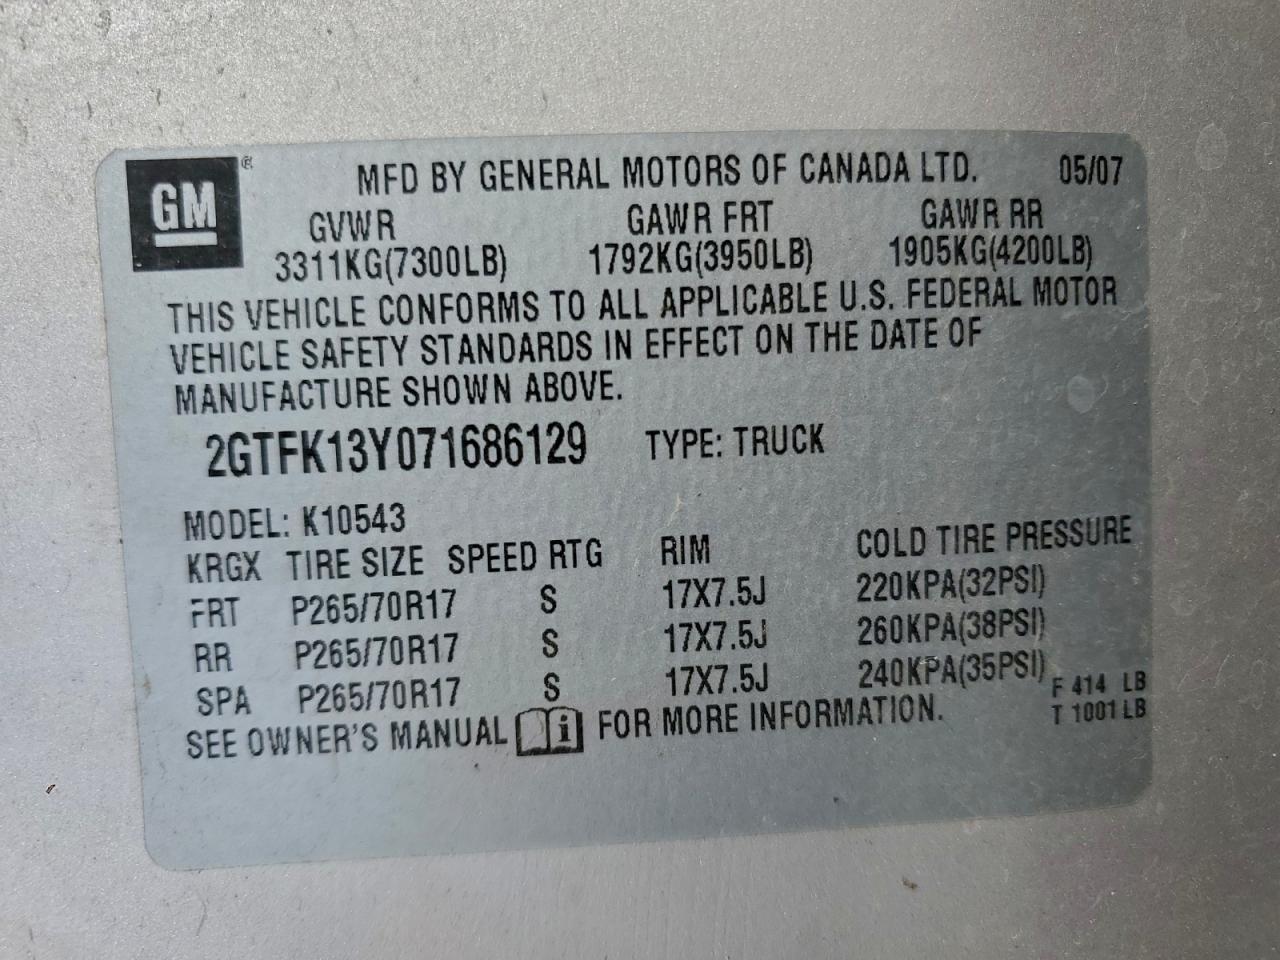 GM ® MFD BY GENERAL MOTORS OF CANADA LTD. 05/07
GVWR GAWR FRT GAWR RR
3311KG(7300LB) 1792KG(3950LB) 1905KG(4200LB)
THIS VEHICLE CONFORMS TO ALL APPLICABLE U.S. FEDERAL MOTOR
VEHICLE SAFETY STANDARDS IN EFFECT ON THE DATE OF
MANUFACTURE SHOWN ABOVE.
2GTFK13Y071686129 TYPE: TRUCK
MODEL: K10543
KRGX TIRE SIZE SPEED RTG RIM COLD TIRE PRESSURE
FRT P265/70R17 S 17X7.5J 220KPA(32PSI)
RR P265/70R17 S 17X7.5J 260KPA(38PSI)
SPA P265/70R17 S 17X7.5J 240KPA(35PSI) F 414 LB
SEE OWNER'S MANUAL i FOR MORE INFORMATION. T 1001 LB